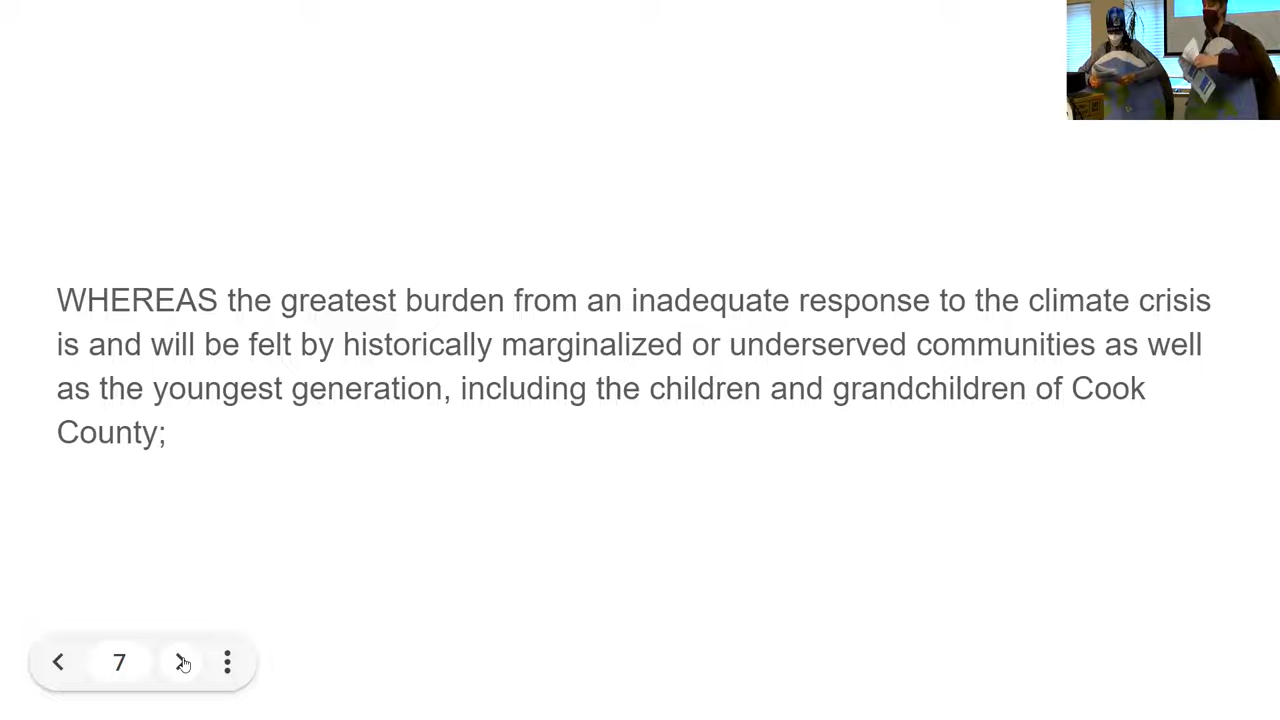 WHEREAS the greatest burden from an inadequate response to the climate crisis
is and will be felt by historically marginalized or underserved communities as well
as the youngest generation, including the children and grandchildren of Cook
County;
7